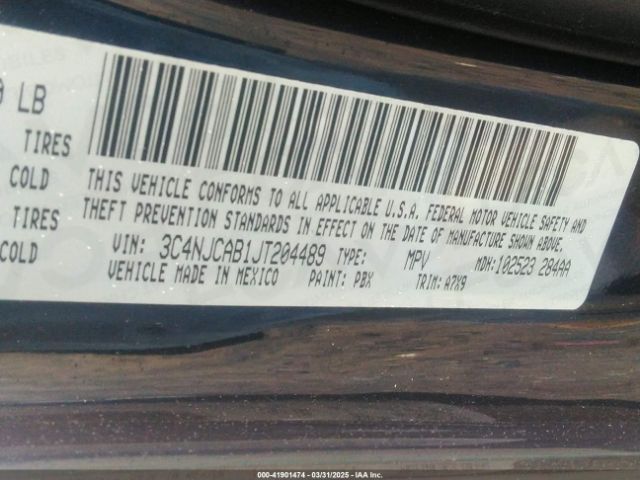 LB
TIRES
COLD
TIRES
COLD
THIS VEHICLE CONFORMS TO ALL APPLICABLE U.S.A. FEDERAL MOTOR VEHICLE SAFETY AND
THEFT PREVENTION STANDARDS IN EFFECT ON THE DATE OF MANUFACTURE SHOWN ABOVE.
VIN: 3C4NJCAB1JT204489 TYPE: MPV MDH: 102523 284AA
VEHICLE MADE IN MEXICO PAINT: PBX TRIM: A7X9
000-41901474 - 03/31/2025 - IAA Inc.